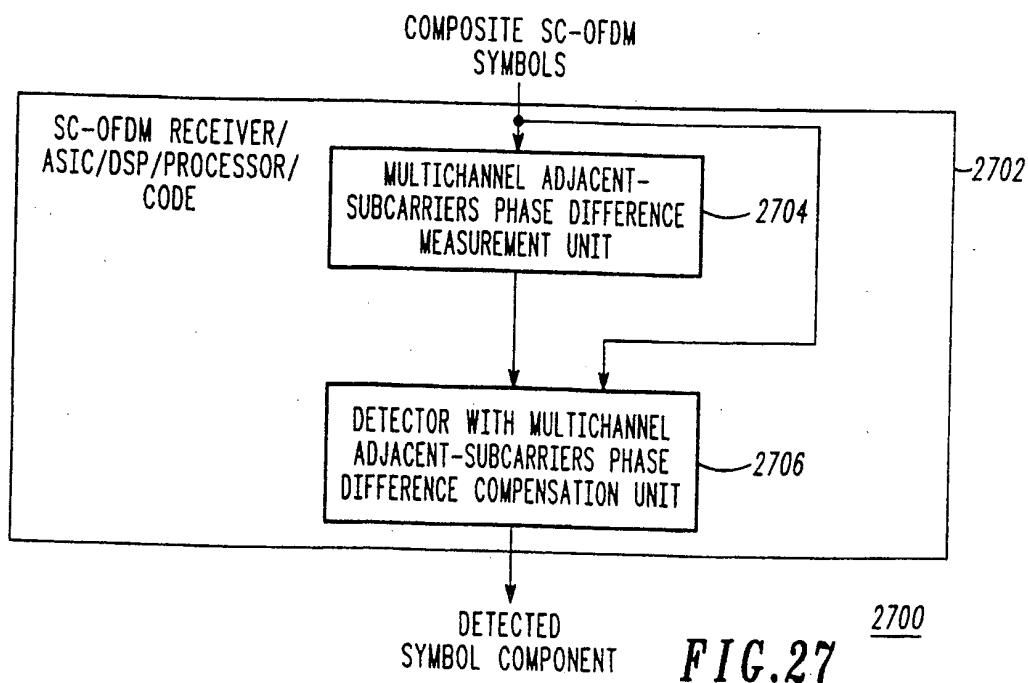 COMPOSITE SC-OFDM
SYMBOLS
SC-OFDM RECEIVER/
ASIC/DSP/PROCESSOR/
CODE
2702
MULTICHANNEL ADJACENT-
SUBCARRIERS PHASE DIFFERENCE
MEASUREMENT UNIT
2704
DETECTOR WITH MULTICHANNEL
ADJACENT-SUBCARRIERS PHASE
DIFFERENCE COMPENSATION UNIT
2706
DETECTED
SYMBOL COMPONENT
2700
FIG.27